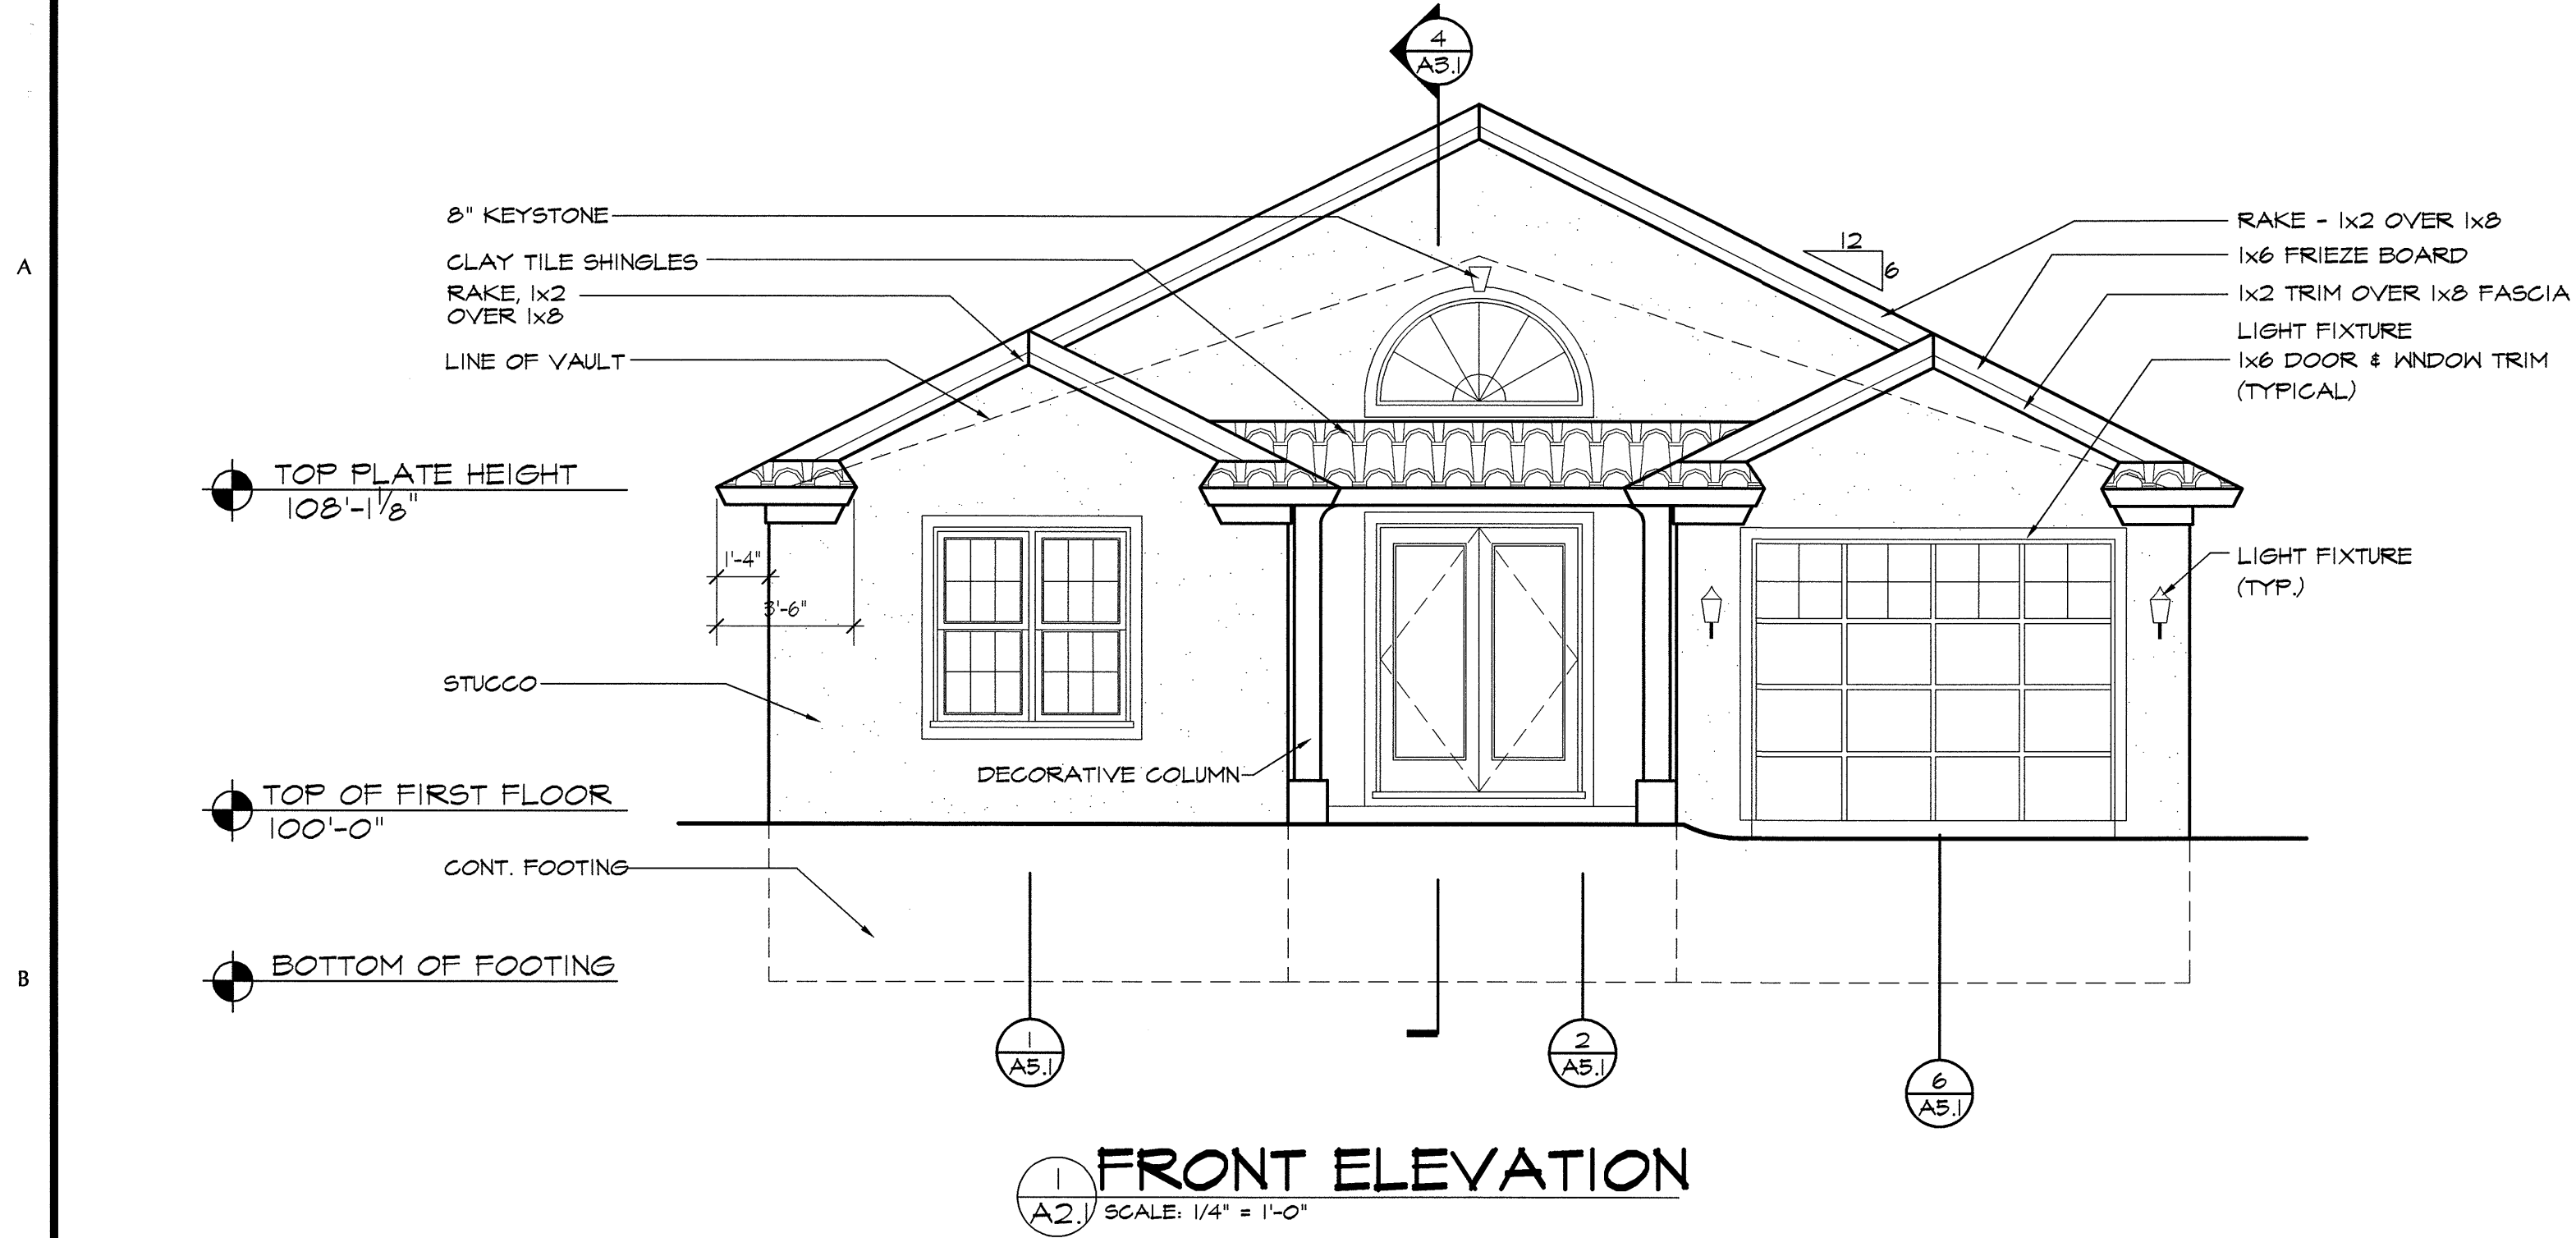 4
A3.1
8" KEYSTONE
CLAY TILE SHINGLES
RAKE, 1x2
OVER 1x8
LINE OF VAULT
A
12
6
RAKE - 1x2 OVER 1x8
1x6 FRIEZE BOARD
1x2 TRIM OVER 1x8 FASCIA
LIGHT FIXTURE
1x6 DOOR & WNDOW TRIM
(TYPICAL)
TOP PLATE HEIGHT
108'-1 1/8"
1'-4"
3'-6"
LIGHT FIXTURE
(TYP.)
STUCCO
DECORATIVE COLUMN
TOP OF FIRST FLOOR
100'-0"
CONT. FOOTING
B
BOTTOM OF FOOTING
1
A5.1
2
A5.1
6
A5.1
1
A2.1
FRONT ELEVATION
SCALE: 1/4" = 1'-0"